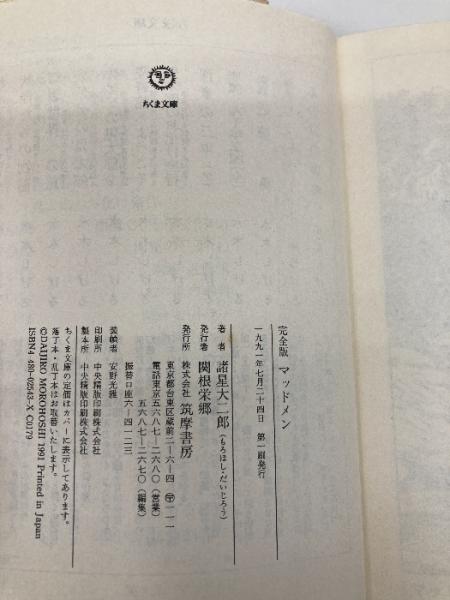 ちくま文庫
完全版 マッドメン
一九九一年七月二十四日 第一刷発行
著者 諸星大二郎（もろほし・だいじろう）
発行者 関根栄郷
発行所 株式会社 筑摩書房
東京都台東区蔵前二-六-四 〒一一一
電話東京五六八七-二六八〇（営業）
五六八七-二六七〇（編集）
振替口座六-四一二三
装幀者 安野光雅
印刷所 中央精版印刷株式会社
製本所 中央精版印刷株式会社
ちくま文庫の定価はカバーに表示してあります。
落丁本・乱丁本はお取替いたします。
©DAIJIRO MOROHOSHI 1991 Printed in Japan
ISBN4-480-02543-X C0179